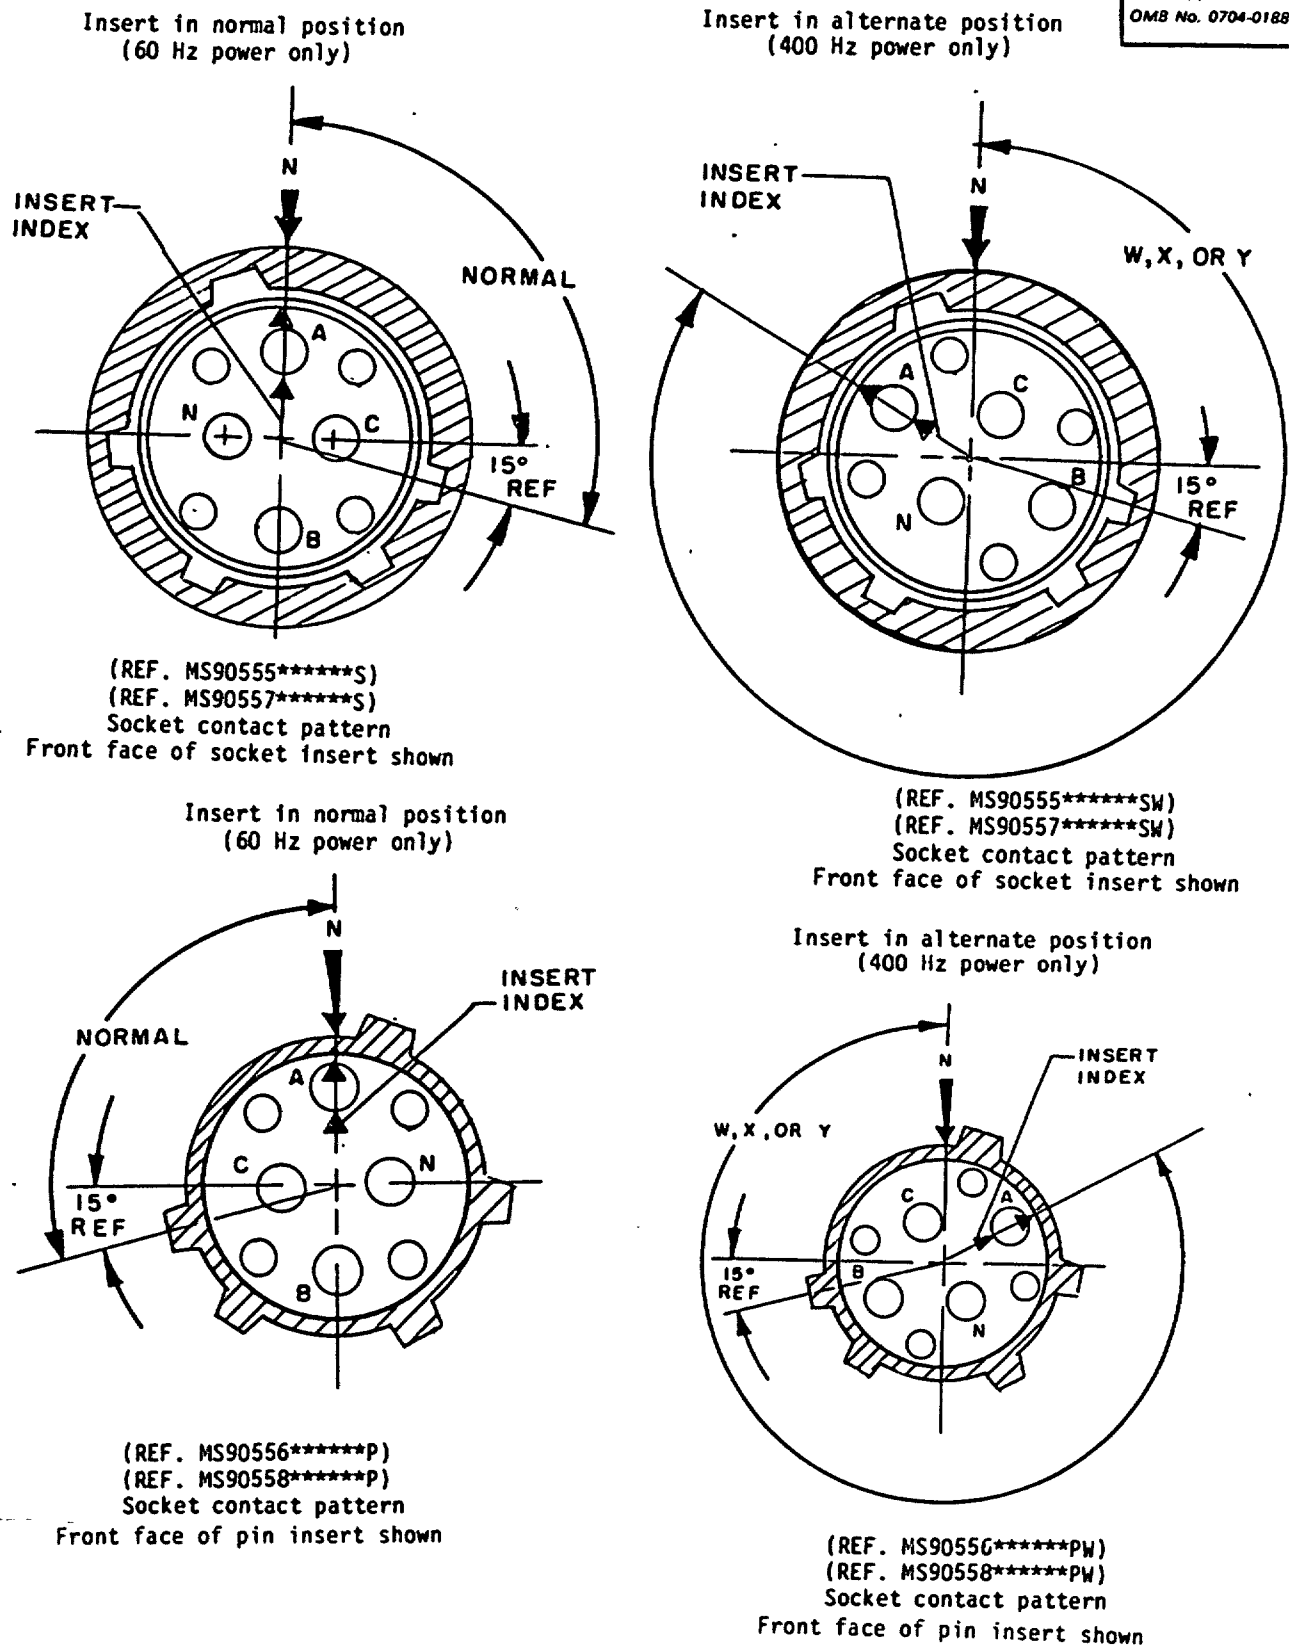 Insert in normal position
(60 Hz power only)
Insert in alternate position
(400 Hz power only)
OMB No. 0704-0188
N
INSERT
INDEX
NORMAL
A
N
C
15°
REF
B
(REF. MS90555******S)
(REF. MS90557******S)
Socket contact pattern
Front face of socket insert shown
INSERT
INDEX
N
W, X, OR Y
A
C
B
15°
REF
N
(REF. MS90555******SW)
(REF. MS90557******SW)
Socket contact pattern
Front face of socket insert shown
Insert in normal position
(60 Hz power only)
N
INSERT
INDEX
NORMAL
A
C
N
15°
REF
B
(REF. MS90556******P)
(REF. MS90558******P)
Socket contact pattern
Front face of pin insert shown
Insert in alternate position
(400 Hz power only)
N
INSERT
INDEX
W, X, OR Y
C
A
B
15°
REF
N
(REF. MS90556******PW)
(REF. MS90558******PW)
Socket contact pattern
Front face of pin insert shown